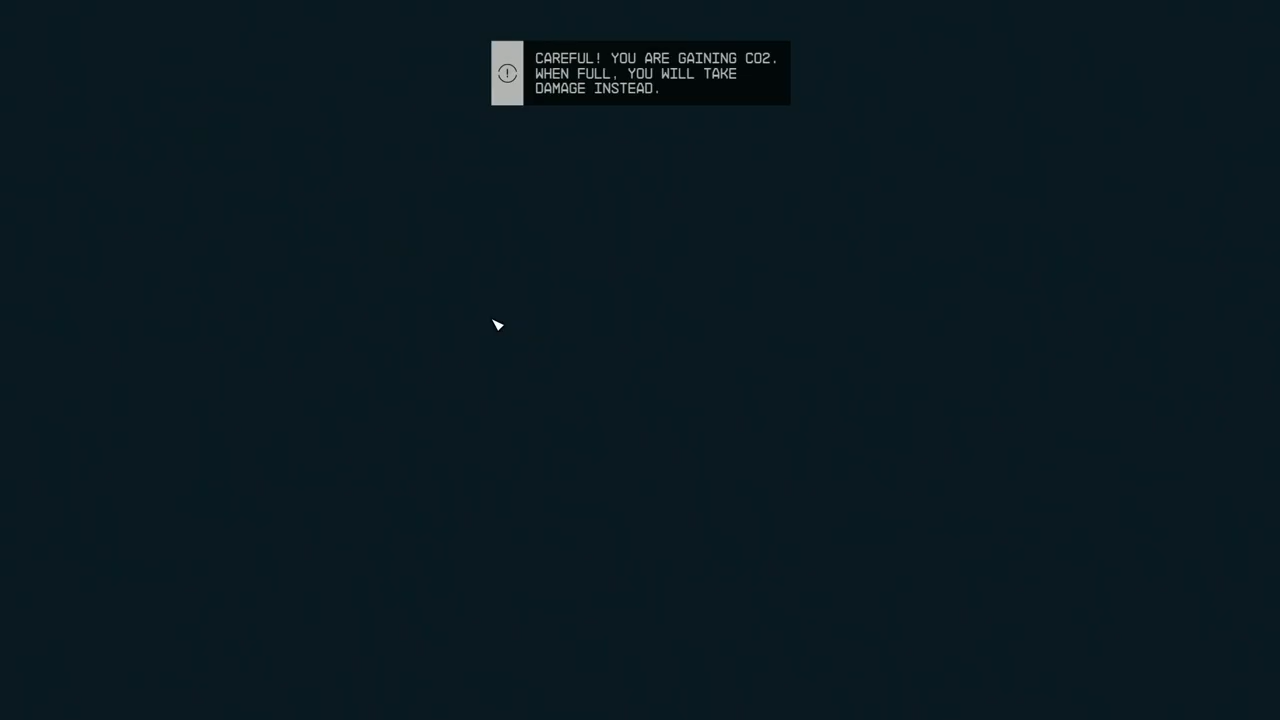 CAREFUL! YOU ARE GAINING CO2.
WHEN FULL, YOU WILL TAKE
DAMAGE INSTEAD.